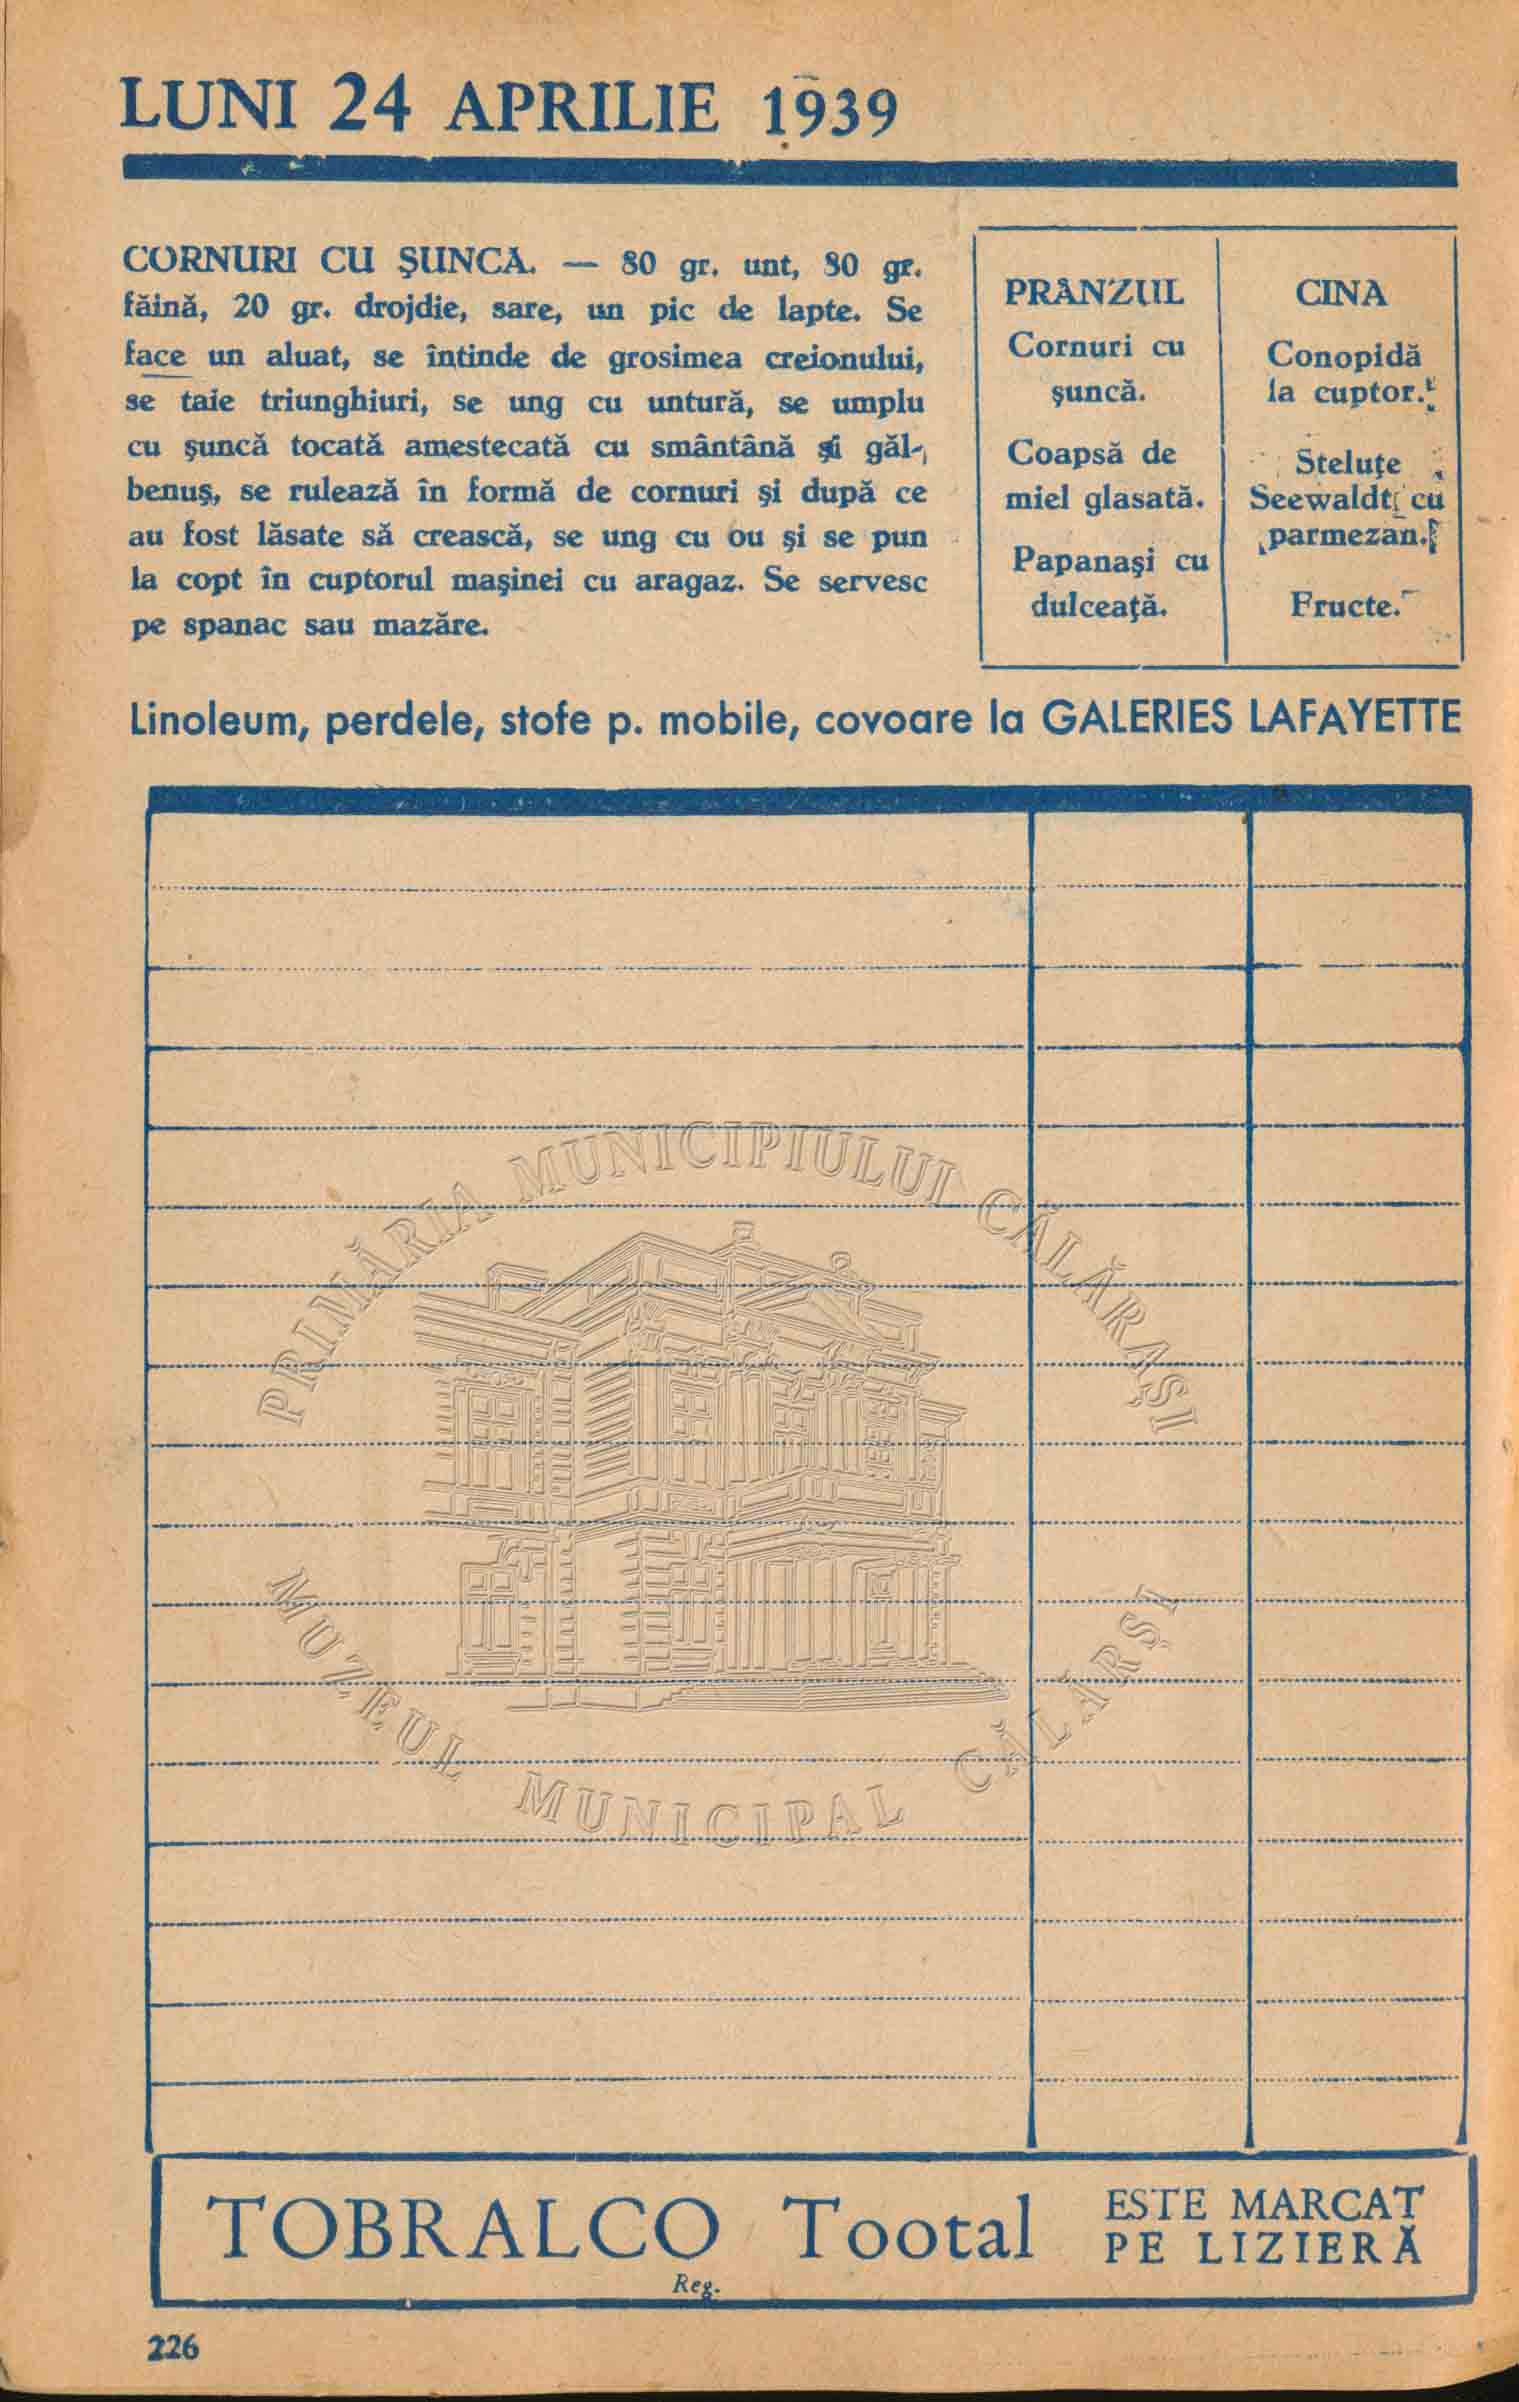 LUNI 24 APRILIE 1939
CORNURI CU ŞUNCĂ. — 80 gr. unt, 80 gr.
făină, 20 gr. drojdie, sare, un pic de lapte. Se
face un aluat, se întinde de grosimea creionului,
se taie triunghiuri, se ung cu untură, se umplu
cu şuncă tocată amestecată cu smântână şi găl-
benuş, se rulează în formă de cornuri şi după ce
au fost lăsate să crească, se ung cu ou şi se pun
la copt în cuptorul maşinei cu aragaz. Se servesc
pe spanac sau mazăre.
PRÂNZUL
Cornuri cu
şuncă.
Coapsă de
miel glasată.
Papanaşi cu
dulceaţă.
CINA
Conopidă
la cuptor.
Steluţe
Seewaldt cu
parmezan.
Fructe.
Linoleum, perdele, stofe p. mobile, covoare la GALERIES LAFAYETTE
PRIMĂRIA MUNICIPIULUI CĂLĂRAŞI
MUZEUL MUNICIPAL CĂLĂRŞI
TOBRALCO Tootal
Reg.
ESTE MARCAT
PE LIZIERĂ
226